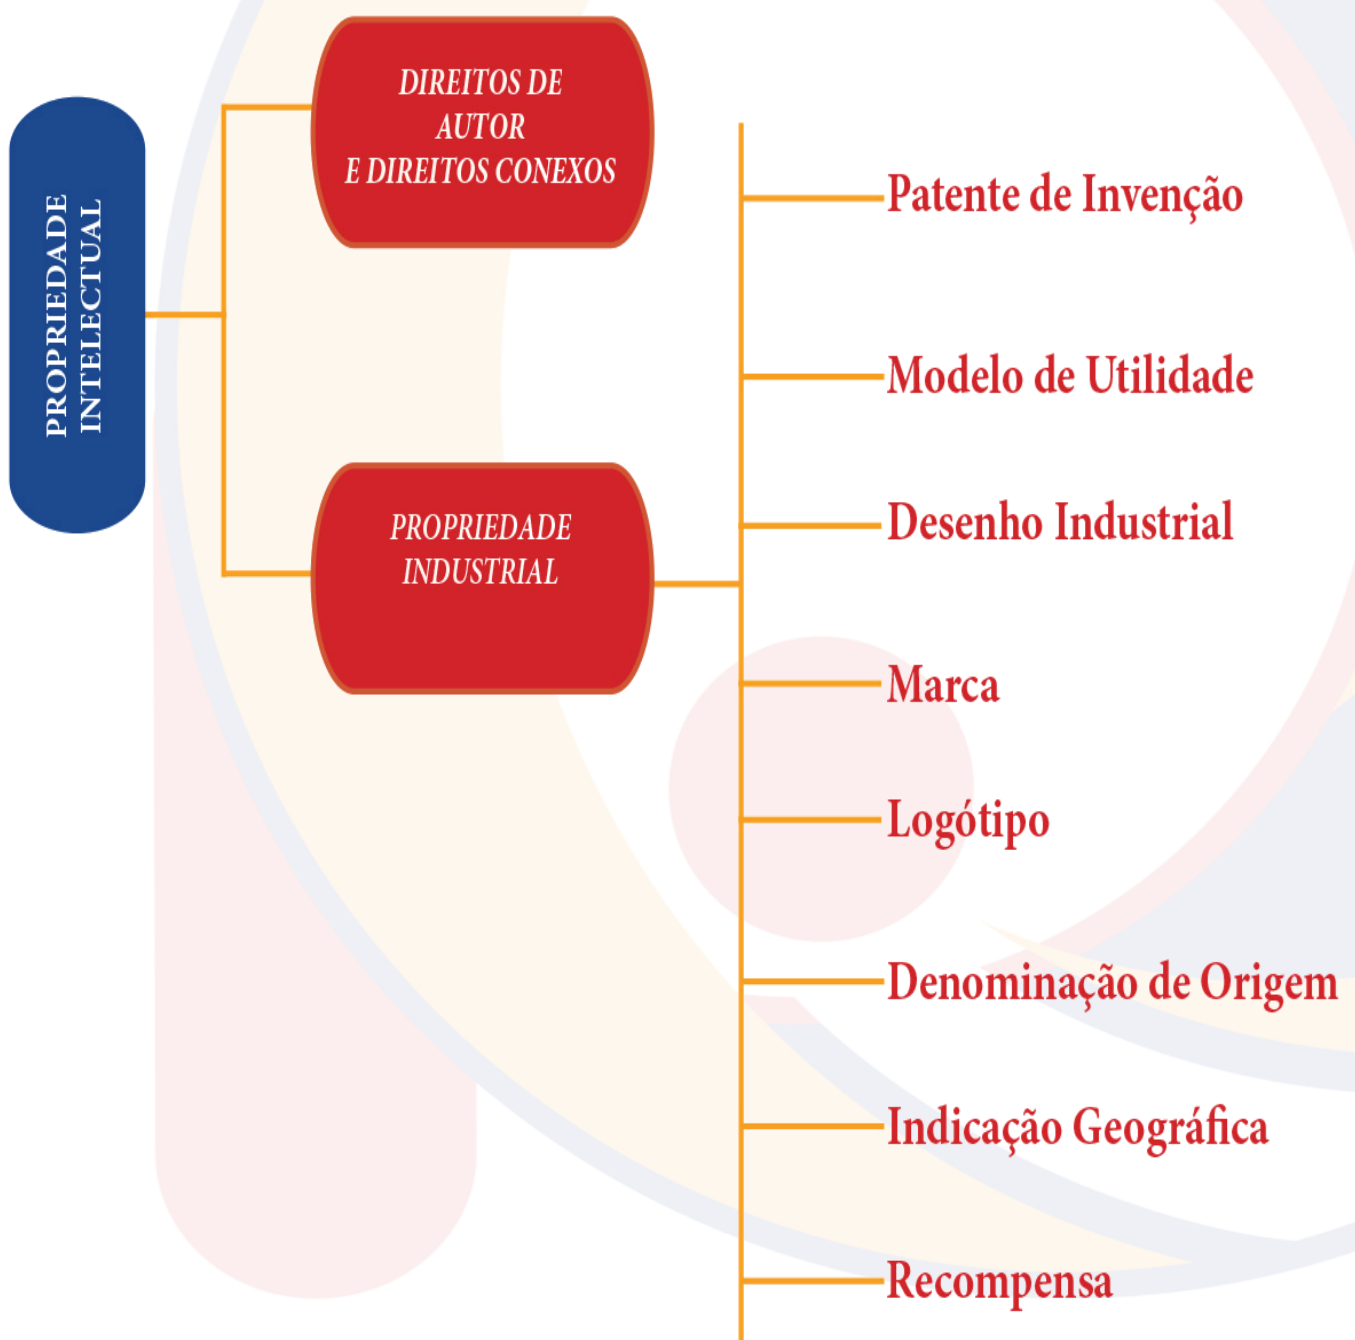 PROPRIEDADE
INTELECTUAL
DIREITOS DE
AUTOR
E DIREITOS CONEXOS
PROPRIEDADE
INDUSTRIAL
Patente de Invenção
Modelo de Utilidade
Desenho Industrial
Marca
Logótipo
Denominação de Origem
Indicação Geográfica
Recompensa